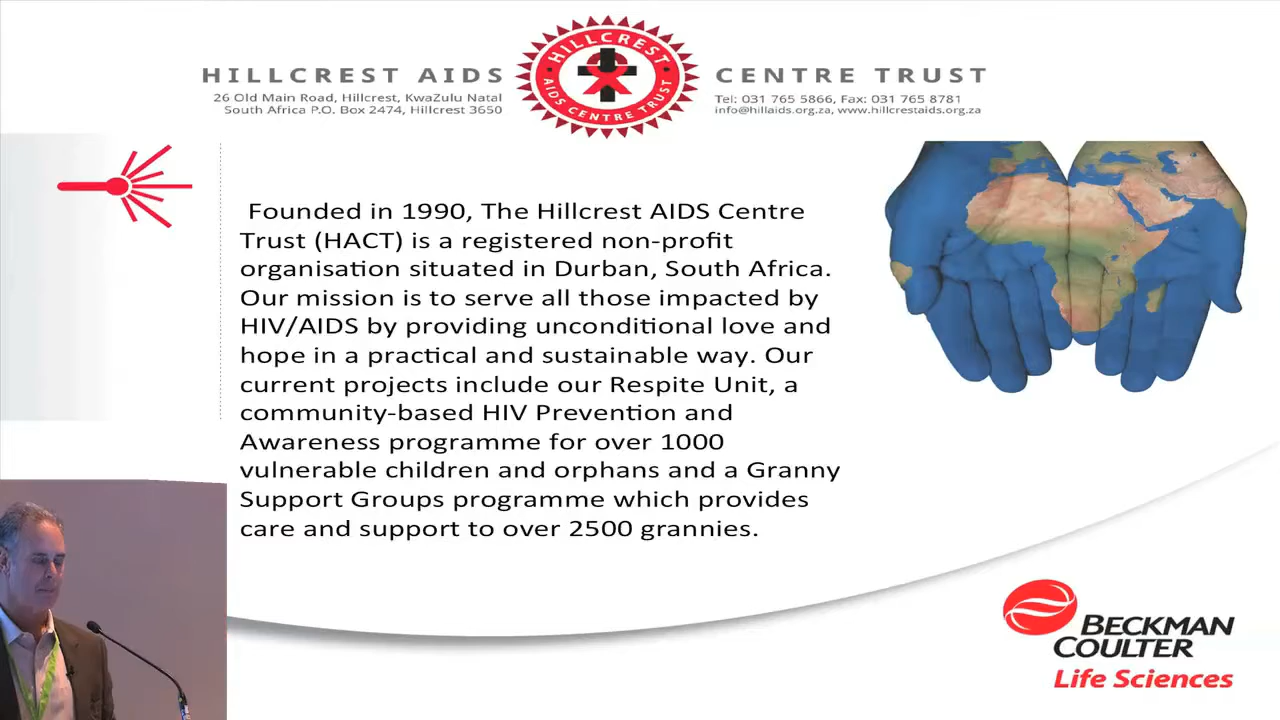 HILLCREST AIDS CENTRE TRUST
26 Old Main Road, Hillcrest, KwaZulu Natal
South Africa P.O. Box 2474, Hillcrest 3650
HILLCREST
AIDS CENTRE TRUST
Tel: 031 765 5866, Fax: 031 765 8781
info@hillaids.org.za, www.hillcrestaids.org.za
Founded in 1990, The Hillcrest AIDS Centre
Trust (HACT) is a registered non-profit
organisation situated in Durban, South Africa.
Our mission is to serve all those impacted by
HIV/AIDS by providing unconditional love and
hope in a practical and sustainable way. Our
current projects include our Respite Unit, a
community-based HIV Prevention and
Awareness programme for over 1000
vulnerable children and orphans and a Granny
Support Groups programme which provides
care and support to over 2500 grannies.
BECKMAN
COULTER
Life Sciences